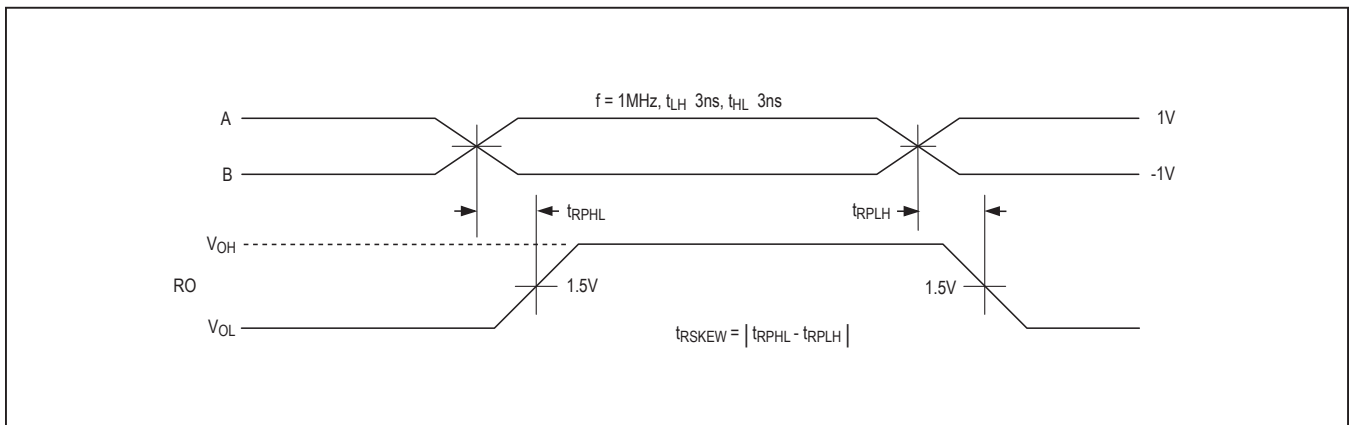 f = 1MHz, tLH 3ns, tHL 3ns
A
1V
B
-1V
tRPHL
tRPLH
VOH
RO
1.5V
1.5V
VOL
tRSKEW = | tRPHL - tRPLH |